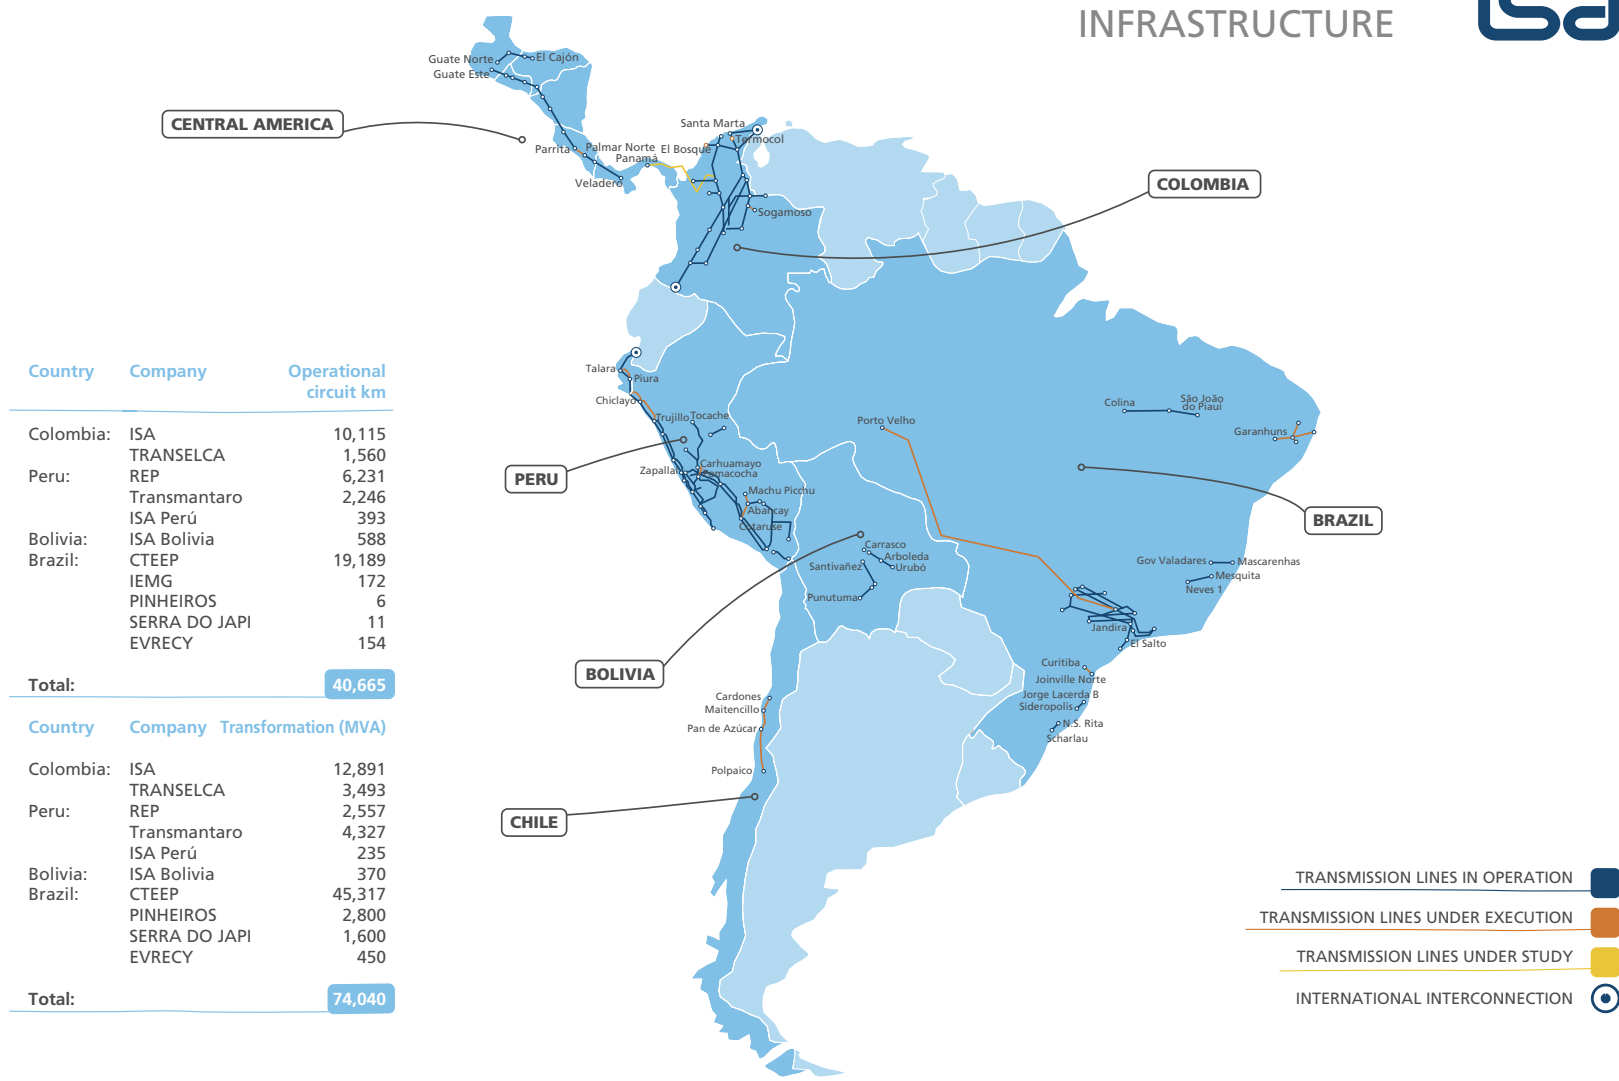 INFRASTRUCTURE
isa
Guate Norte
El Cajón
Guate Este
CENTRAL AMERICA
Parrita
Palmar Norte
Panamá
Veladero
Santa Marta
Termocol
El Bosque
Sogamoso
COLOMBIA
Country Company Operational
circuit km
Colombia: ISA 10,115
TRANSELCA 1,560
Peru: REP 6,231
Transmantaro 2,246
ISA Perú 393
Bolivia: ISA Bolivia 588
Brazil: CTEEP 19,189
IEMG 172
PINHEIROS 6
SERRA DO JAPI 11
EVRECY 154
Total: 40,665
Country Company Transformation (MVA)
Colombia: ISA 12,891
TRANSELCA 3,493
Peru: REP 2,557
Transmantaro 4,327
ISA Perú 235
Bolivia: ISA Bolivia 370
Brazil: CTEEP 45,317
PINHEIROS 2,800
SERRA DO JAPI 1,600
EVRECY 450
Total: 74,040
Talara
Piura
Chiclayo
Trujillo
Tocache
PERU
Zapallal
Carhuamayo
Pomacocha
Machu Picchu
Abancay
Cotaruse
Porto Velho
Colina
São João
do Piauí
Garanhuns
BRAZIL
Carrasco
Arboleda
Santivañez
Urubó
Punutuma
BOLIVIA
Gov Valadares
Mascarenhas
Mesquita
Neves 1
Jandira
El Salto
Curitiba
Joinville Norte
Jorge Lacerda B
Sideropolis
N.S. Rita
Scharlau
Cardones
Maitencillo
Pan de Azúcar
Polpaico
CHILE
TRANSMISSION LINES IN OPERATION
TRANSMISSION LINES UNDER EXECUTION
TRANSMISSION LINES UNDER STUDY
INTERNATIONAL INTERCONNECTION